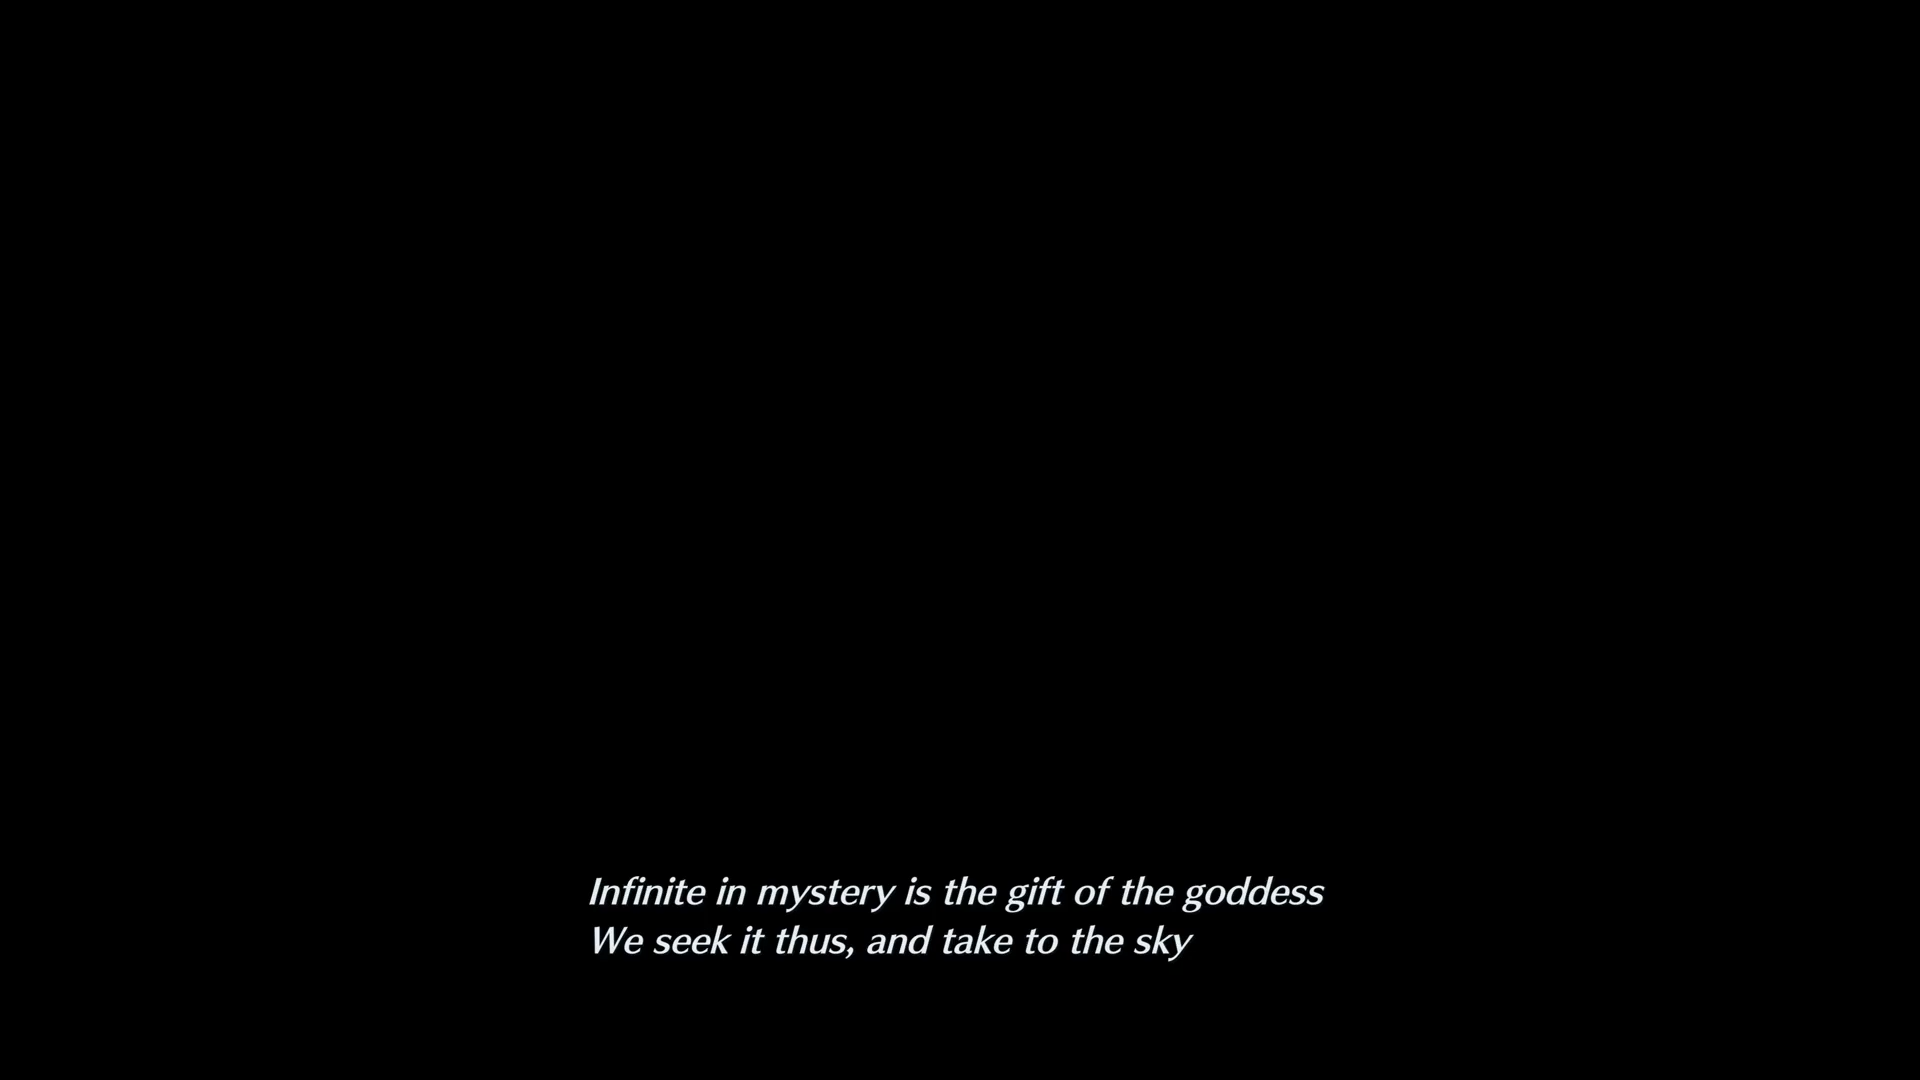 Infinite in mystery is the gift of the goddess
We seek it thus, and take to the sky